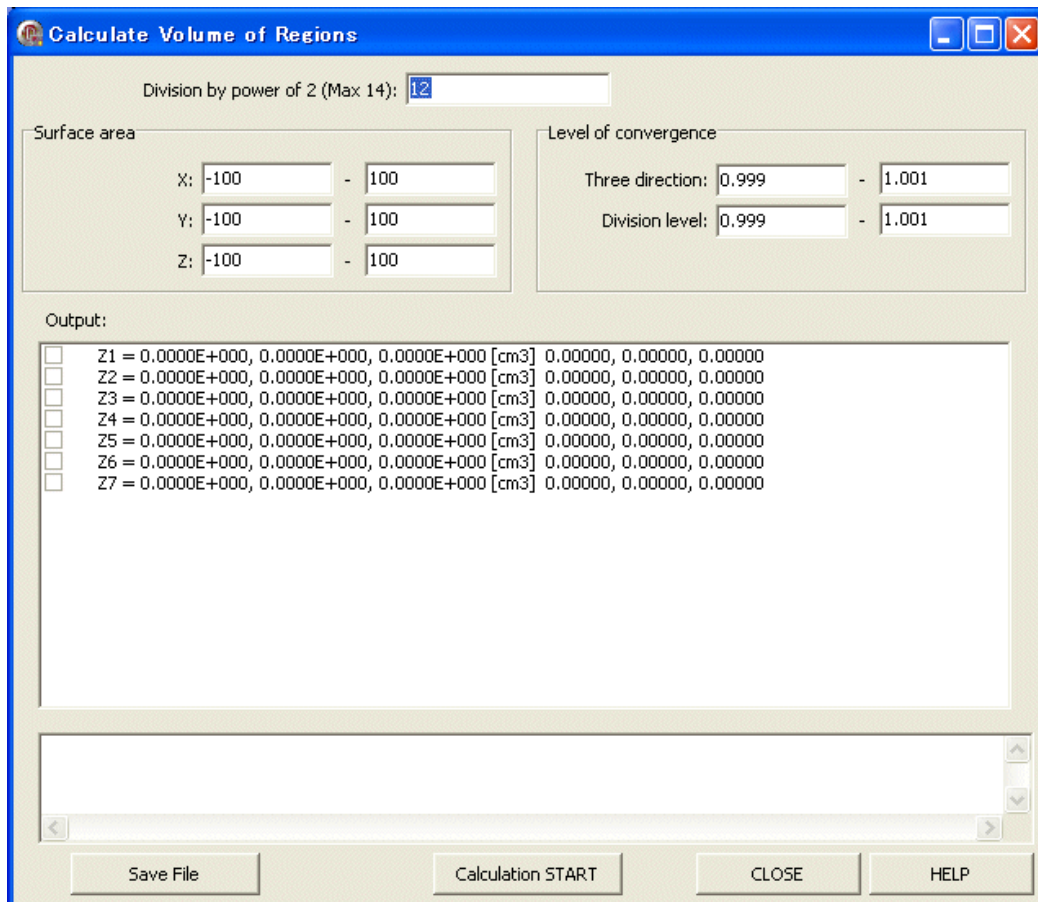 Calculate Volume of Regions
Division by power of 2 (Max 14): 12
Surface area
X: -100 - 100
Y: -100 - 100
Z: -100 - 100
Level of convergence
Three direction: 0.999 - 1.001
Division level: 0.999 - 1.001
Output:
Z1 = 0.0000E+000, 0.0000E+000, 0.0000E+000 [cm3] 0.00000, 0.00000, 0.00000
Z2 = 0.0000E+000, 0.0000E+000, 0.0000E+000 [cm3] 0.00000, 0.00000, 0.00000
Z3 = 0.0000E+000, 0.0000E+000, 0.0000E+000 [cm3] 0.00000, 0.00000, 0.00000
Z4 = 0.0000E+000, 0.0000E+000, 0.0000E+000 [cm3] 0.00000, 0.00000, 0.00000
Z5 = 0.0000E+000, 0.0000E+000, 0.0000E+000 [cm3] 0.00000, 0.00000, 0.00000
Z6 = 0.0000E+000, 0.0000E+000, 0.0000E+000 [cm3] 0.00000, 0.00000, 0.00000
Z7 = 0.0000E+000, 0.0000E+000, 0.0000E+000 [cm3] 0.00000, 0.00000, 0.00000
Save File
Calculation START
CLOSE
HELP